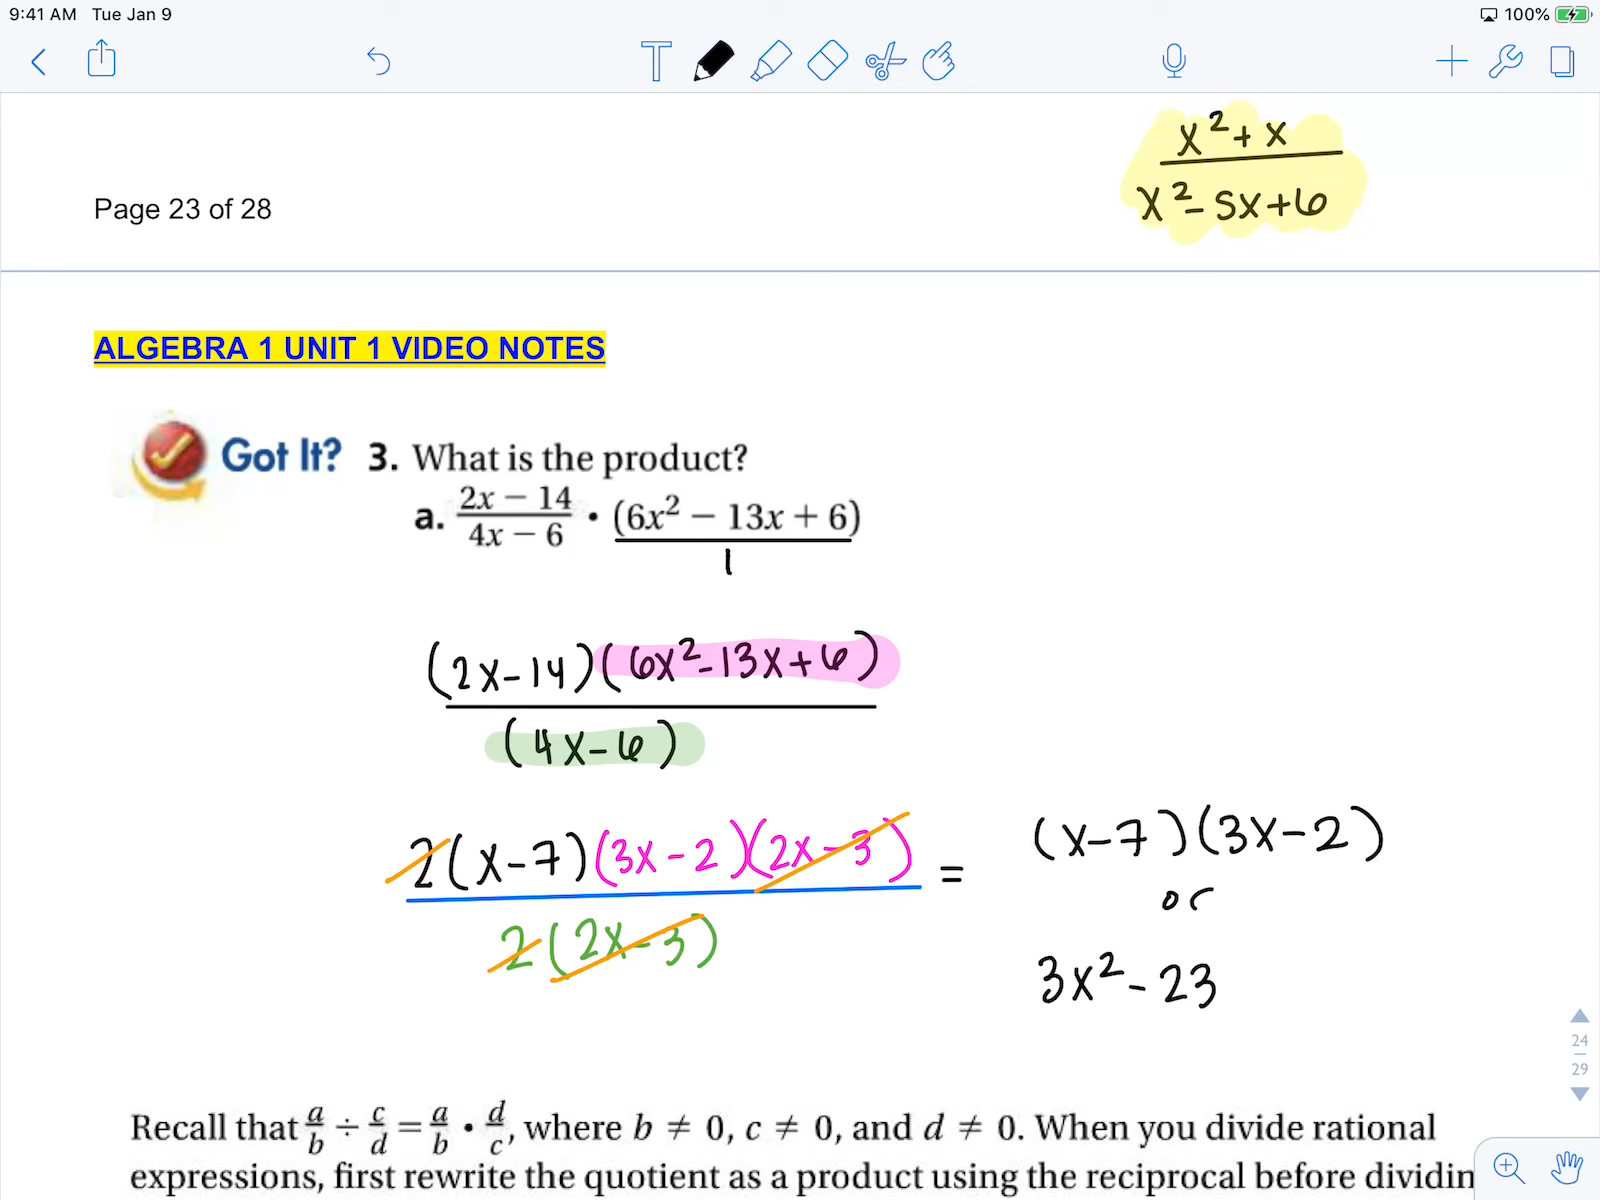 9:41 AM Tue Jan 9
100%
x² + x
x² - 5x + 6
Page 23 of 28
ALGEBRA 1 UNIT 1 VIDEO NOTES
Got It? 3. What is the product?
a. (2x − 14)/(4x − 6) • (6x² − 13x + 6)
1
(2x-14)(6x²-13x+6)
(4x-6)
2(x-7)(3x-2)(2x-3) = (x-7)(3x-2)
2(2x-3)
or
3x² - 23
24
29
Recall that a/b ÷ c/d = a/b • d/c, where b ≠ 0, c ≠ 0, and d ≠ 0. When you divide rational
expressions, first rewrite the quotient as a product using the reciprocal before dividin